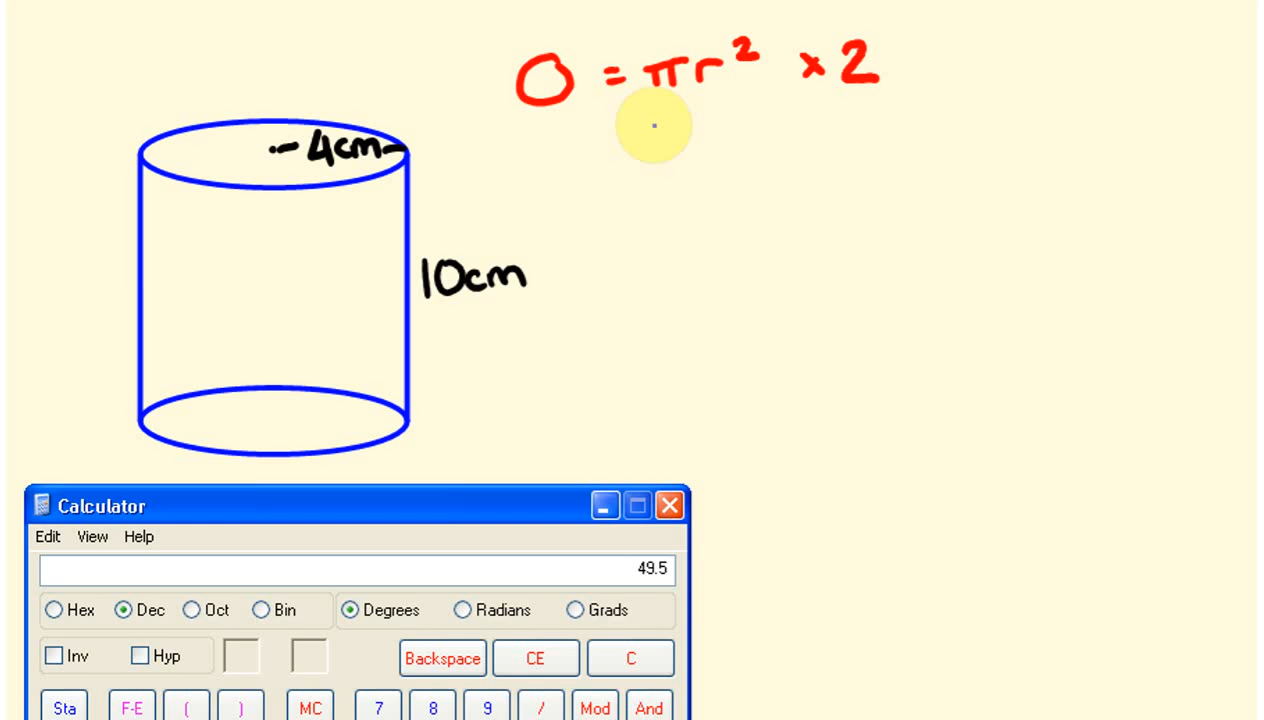 O = πr² × 2
4cm
10cm
Calculator
Edit View Help
49.5
Hex Dec Oct Bin Degrees Radians Grads
Inv Hyp Backspace CE C
Sta F-E ( ) MC 7 8 9 / Mod And